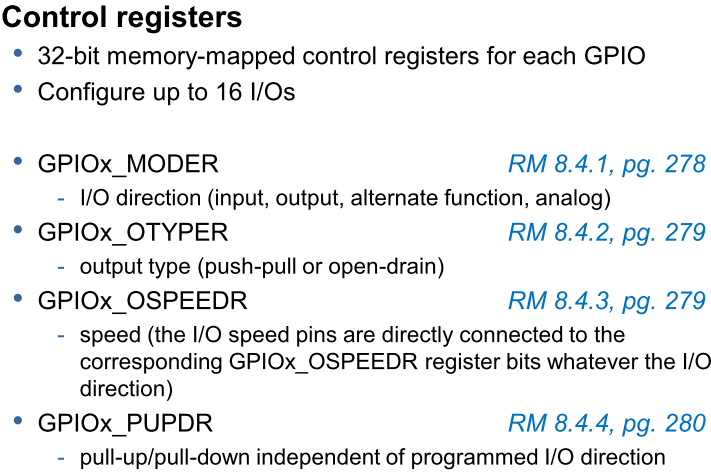 Control registers
• 32-bit memory-mapped control registers for each GPIO
• Configure up to 16 I/Os
• GPIOx_MODER RM 8.4.1, pg. 278
- I/O direction (input, output, alternate function, analog)
• GPIOx_OTYPER RM 8.4.2, pg. 279
- output type (push-pull or open-drain)
• GPIOx_OSPEEDR RM 8.4.3, pg. 279
- speed (the I/O speed pins are directly connected to the
corresponding GPIOx_OSPEEDR register bits whatever the I/O
direction)
• GPIOx_PUPDR RM 8.4.4, pg. 280
- pull-up/pull-down independent of programmed I/O direction